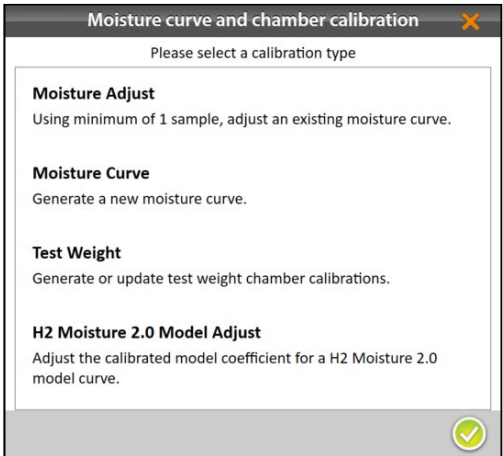 Moisture curve and chamber calibration
Please select a calibration type
Moisture Adjust
Using minimum of 1 sample, adjust an existing moisture curve.
Moisture Curve
Generate a new moisture curve.
Test Weight
Generate or update test weight chamber calibrations.
H2 Moisture 2.0 Model Adjust
Adjust the calibrated model coefficient for a H2 Moisture 2.0
model curve.